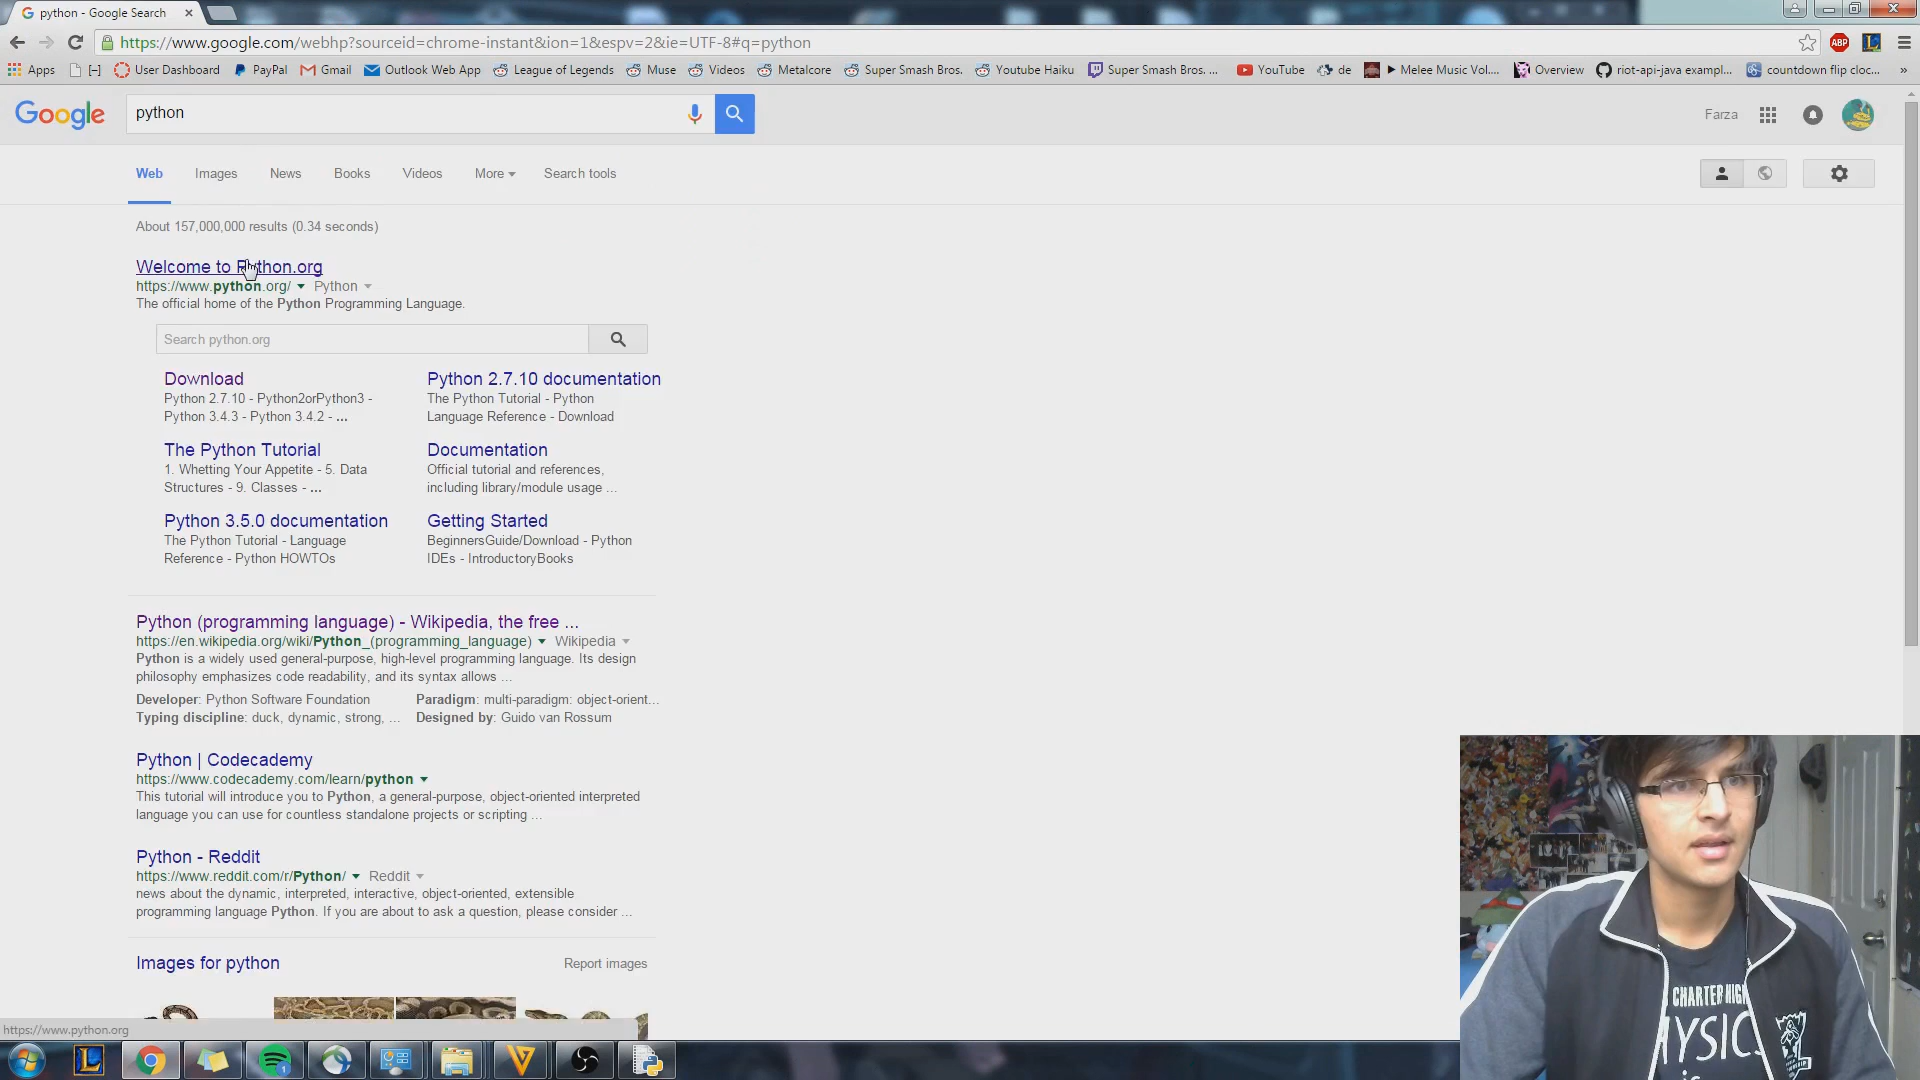 python - Google Search
https://www.google.com/webhp?sourceid=chrome-instant&ion=1&espv=2&ie=UTF-8#q=python
ABP
Apps [–] User Dashboard PayPal Gmail Outlook Web App League of Legends Muse Videos Metalcore Super Smash Bros. Youtube Haiku Super Smash Bros. ... YouTube de ► Melee Music Vol... Overview riot-api-java exampl... countdown flip cloc... »
Google
python
Farza
Web Images News Books Videos More Search tools
About 157,000,000 results (0.34 seconds)
Welcome to Python.org
https://www.python.org/ Python
The official home of the Python Programming Language.
Search python.org
Download
Python 2.7.10 - Python2orPython3 -
Python 3.4.3 - Python 3.4.2 - ...
Python 2.7.10 documentation
The Python Tutorial - Python
Language Reference - Download
The Python Tutorial
1. Whetting Your Appetite - 5. Data
Structures - 9. Classes - ...
Documentation
Official tutorial and references,
including library/module usage ...
Python 3.5.0 documentation
The Python Tutorial - Language
Reference - Python HOWTOs
Getting Started
BeginnersGuide/Download - Python
IDEs - IntroductoryBooks
Python (programming language) - Wikipedia, the free ...
https://en.wikipedia.org/wiki/Python_(programming_language) Wikipedia
Python is a widely used general-purpose, high-level programming language. Its design
philosophy emphasizes code readability, and its syntax allows ...
Developer: Python Software Foundation Paradigm: multi-paradigm: object-orient...
Typing discipline: duck, dynamic, strong, ... Designed by: Guido van Rossum
Python | Codecademy
https://www.codecademy.com/learn/python
This tutorial will introduce you to Python, a general-purpose, object-oriented interpreted
language you can use for countless standalone projects or scripting ...
Python - Reddit
https://www.reddit.com/r/Python/ Reddit
news about the dynamic, interpreted, interactive, object-oriented, extensible
programming language Python. If you are about to ask a question, please consider ...
Images for python Report images
https://www.python.org
CHARTER HIGH
HYSICS
is